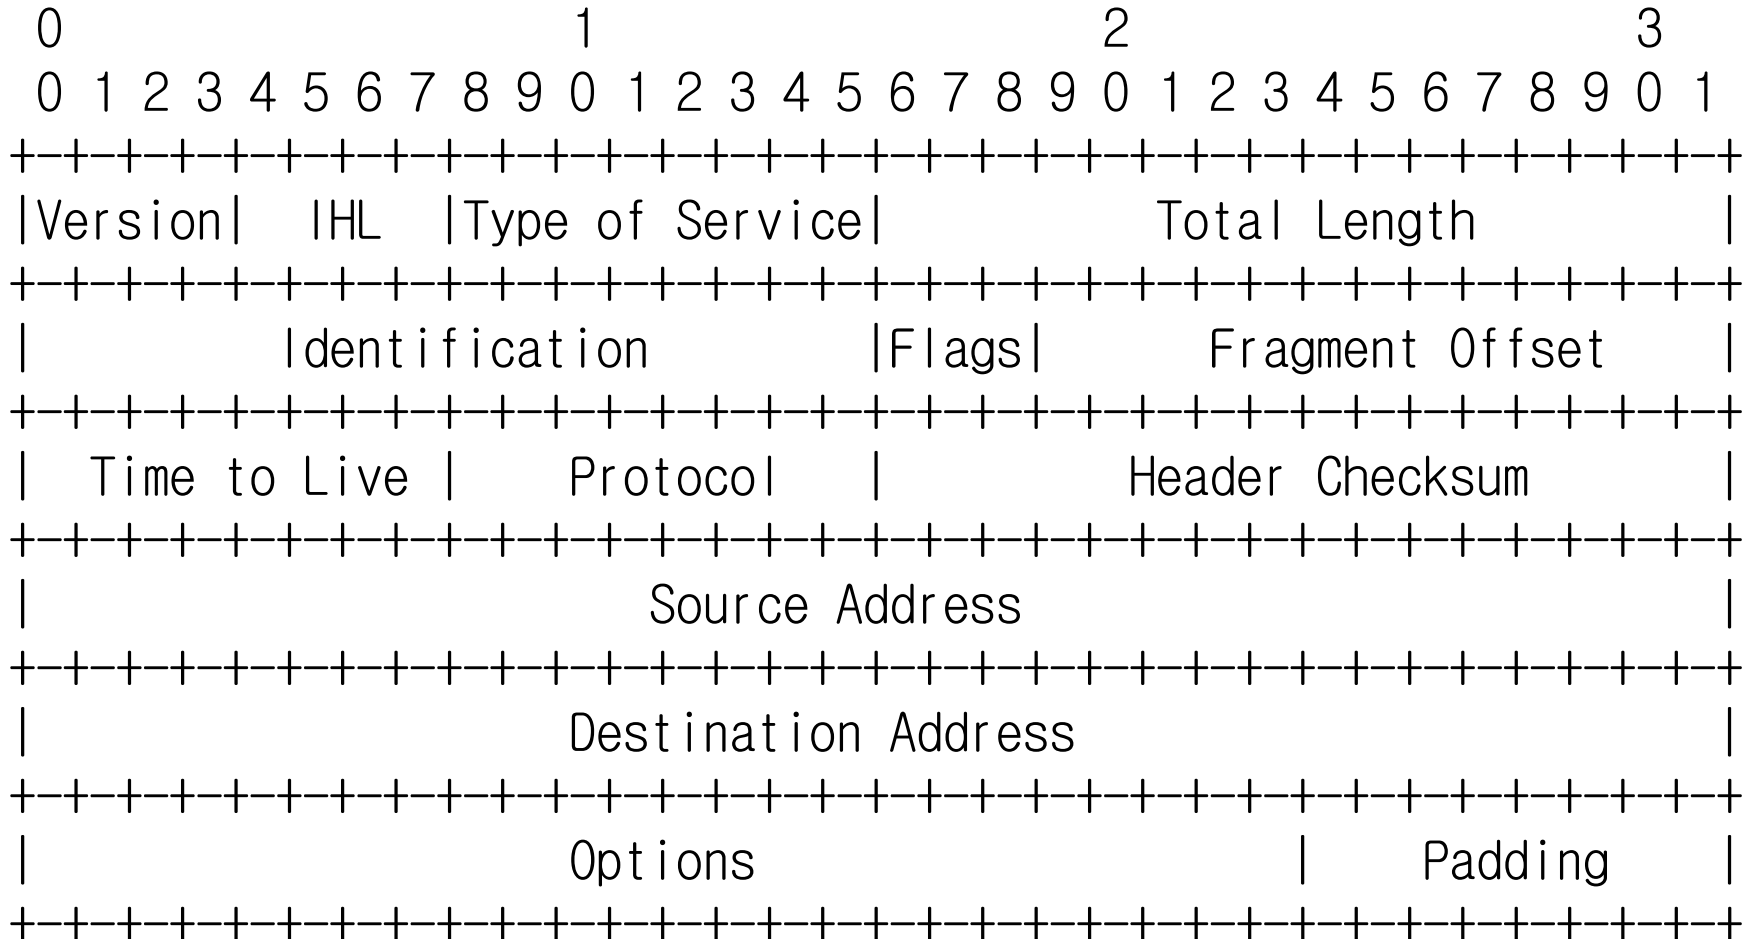 0                   1                   2                   3
 0 1 2 3 4 5 6 7 8 9 0 1 2 3 4 5 6 7 8 9 0 1 2 3 4 5 6 7 8 9 0 1
+-+-+-+-+-+-+-+-+-+-+-+-+-+-+-+-+-+-+-+-+-+-+-+-+-+-+-+-+-+-+-+-+
|Version|  IHL  |Type of Service|          Total Length         |
+-+-+-+-+-+-+-+-+-+-+-+-+-+-+-+-+-+-+-+-+-+-+-+-+-+-+-+-+-+-+-+-+
|         Identification        |Flags|      Fragment Offset    |
+-+-+-+-+-+-+-+-+-+-+-+-+-+-+-+-+-+-+-+-+-+-+-+-+-+-+-+-+-+-+-+-+
|  Time to Live |    Protocol   |         Header Checksum       |
+-+-+-+-+-+-+-+-+-+-+-+-+-+-+-+-+-+-+-+-+-+-+-+-+-+-+-+-+-+-+-+-+
|                       Source Address                          |
+-+-+-+-+-+-+-+-+-+-+-+-+-+-+-+-+-+-+-+-+-+-+-+-+-+-+-+-+-+-+-+-+
|                    Destination Address                        |
+-+-+-+-+-+-+-+-+-+-+-+-+-+-+-+-+-+-+-+-+-+-+-+-+-+-+-+-+-+-+-+-+
|                    Options                    |    Padding    |
+-+-+-+-+-+-+-+-+-+-+-+-+-+-+-+-+-+-+-+-+-+-+-+-+-+-+-+-+-+-+-+-+